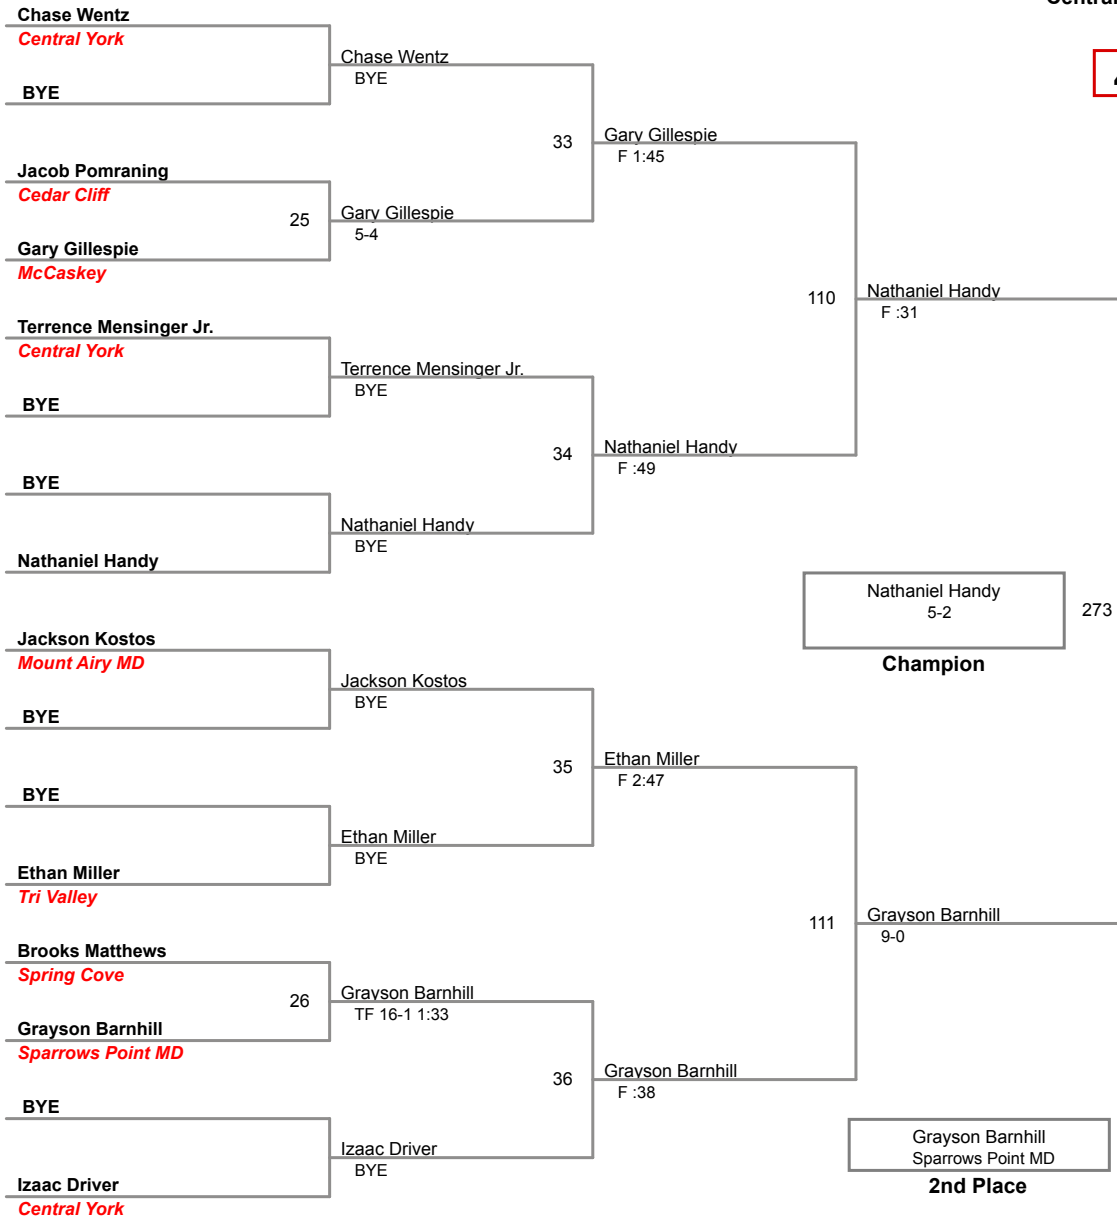 Central
Chase Wentz
Central York
Chase Wentz
BYE
BYE
33
Gary Gillespie
F 1:45
Jacob Pomraning
Cedar Cliff
25
Gary Gillespie
5-4
Gary Gillespie
McCaskey
110
Nathaniel Handy
F :31
Terrence Mensinger Jr.
Central York
Terrence Mensinger Jr.
BYE
BYE
34
Nathaniel Handy
F :49
BYE
Nathaniel Handy
BYE
Nathaniel Handy
Nathaniel Handy
5-2
273
Champion
Jackson Kostos
Mount Airy MD
Jackson Kostos
BYE
BYE
35
Ethan Miller
F 2:47
BYE
Ethan Miller
BYE
Ethan Miller
Tri Valley
111
Grayson Barnhill
9-0
Brooks Matthews
Spring Cove
26
Grayson Barnhill
TF 16-1 1:33
Grayson Barnhill
Sparrows Point MD
36
Grayson Barnhill
F :38
BYE
Izaac Driver
BYE
Izaac Driver
Central York
Grayson Barnhill
Sparrows Point MD
2nd Place